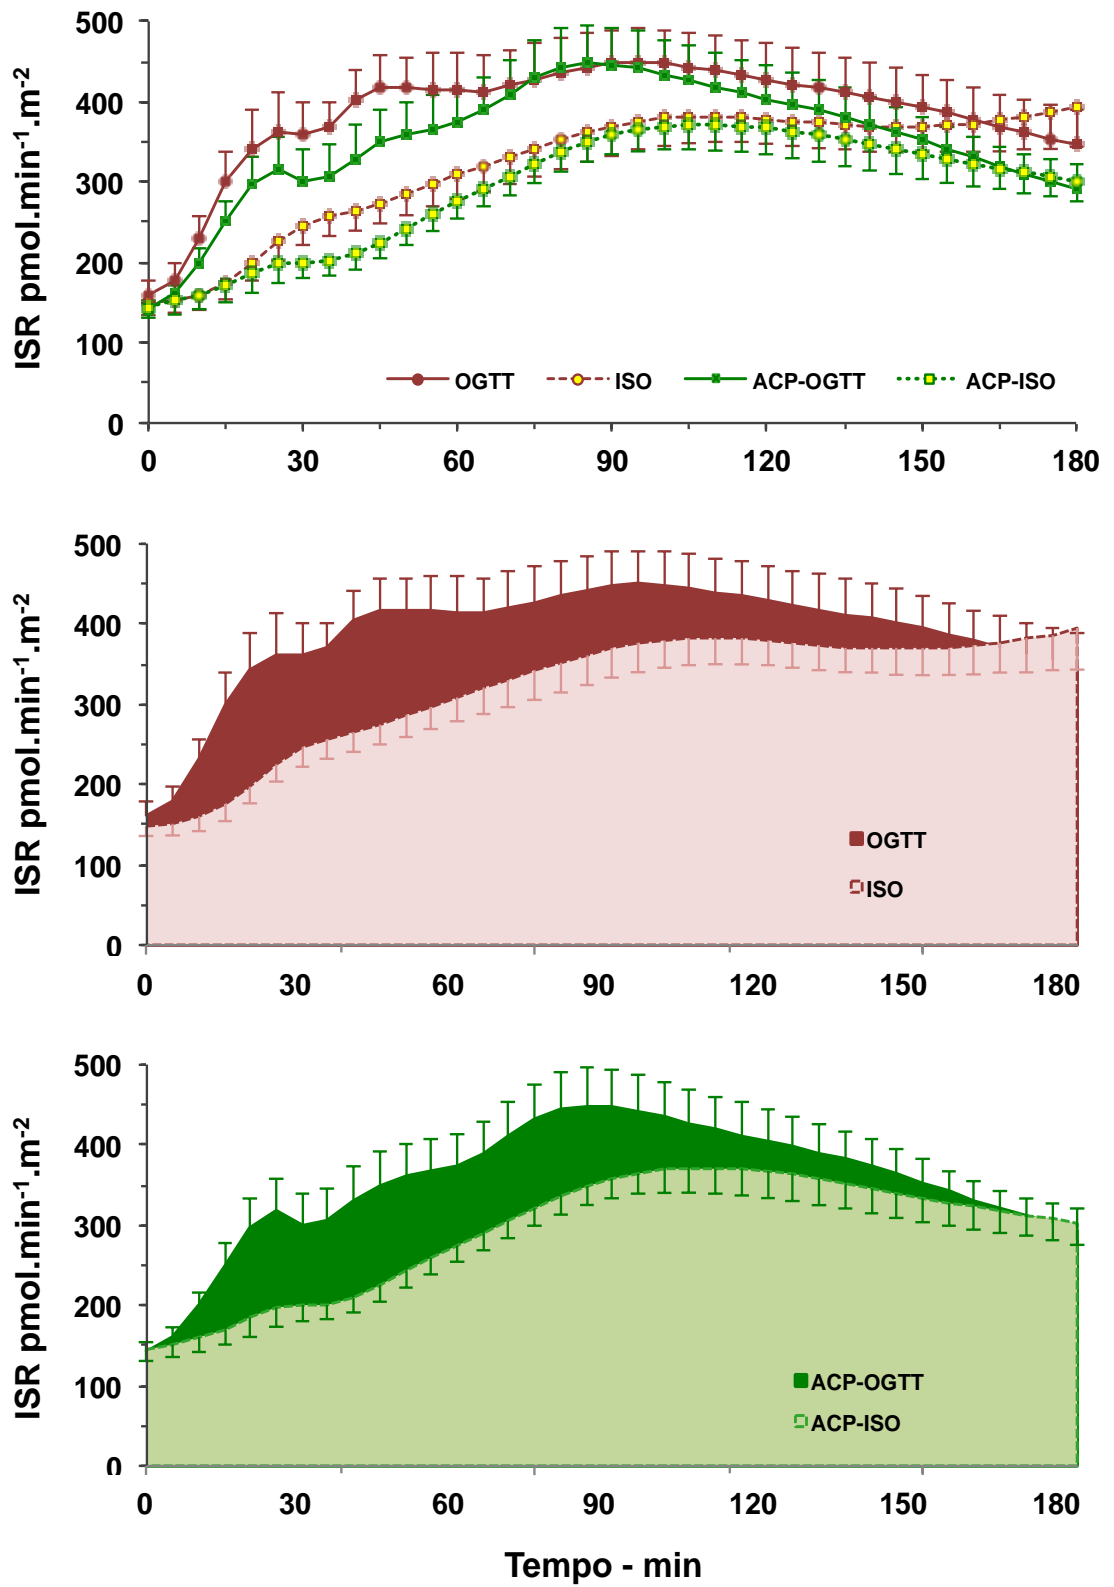 500
400
300
200
100
0
ISR pmol.min-1.m-2
OGTT ISO ACP-OGTT ACP-ISO
0 30 60 90 120 150 180
500
400
300
200
100
0
ISR pmol.min-1.m-2
OGTT
ISO
0 30 60 90 120 150 180
500
400
300
200
100
0
ISR pmol.min-1.m-2
ACP-OGTT
ACP-ISO
0 30 60 90 120 150 180
Tempo - min